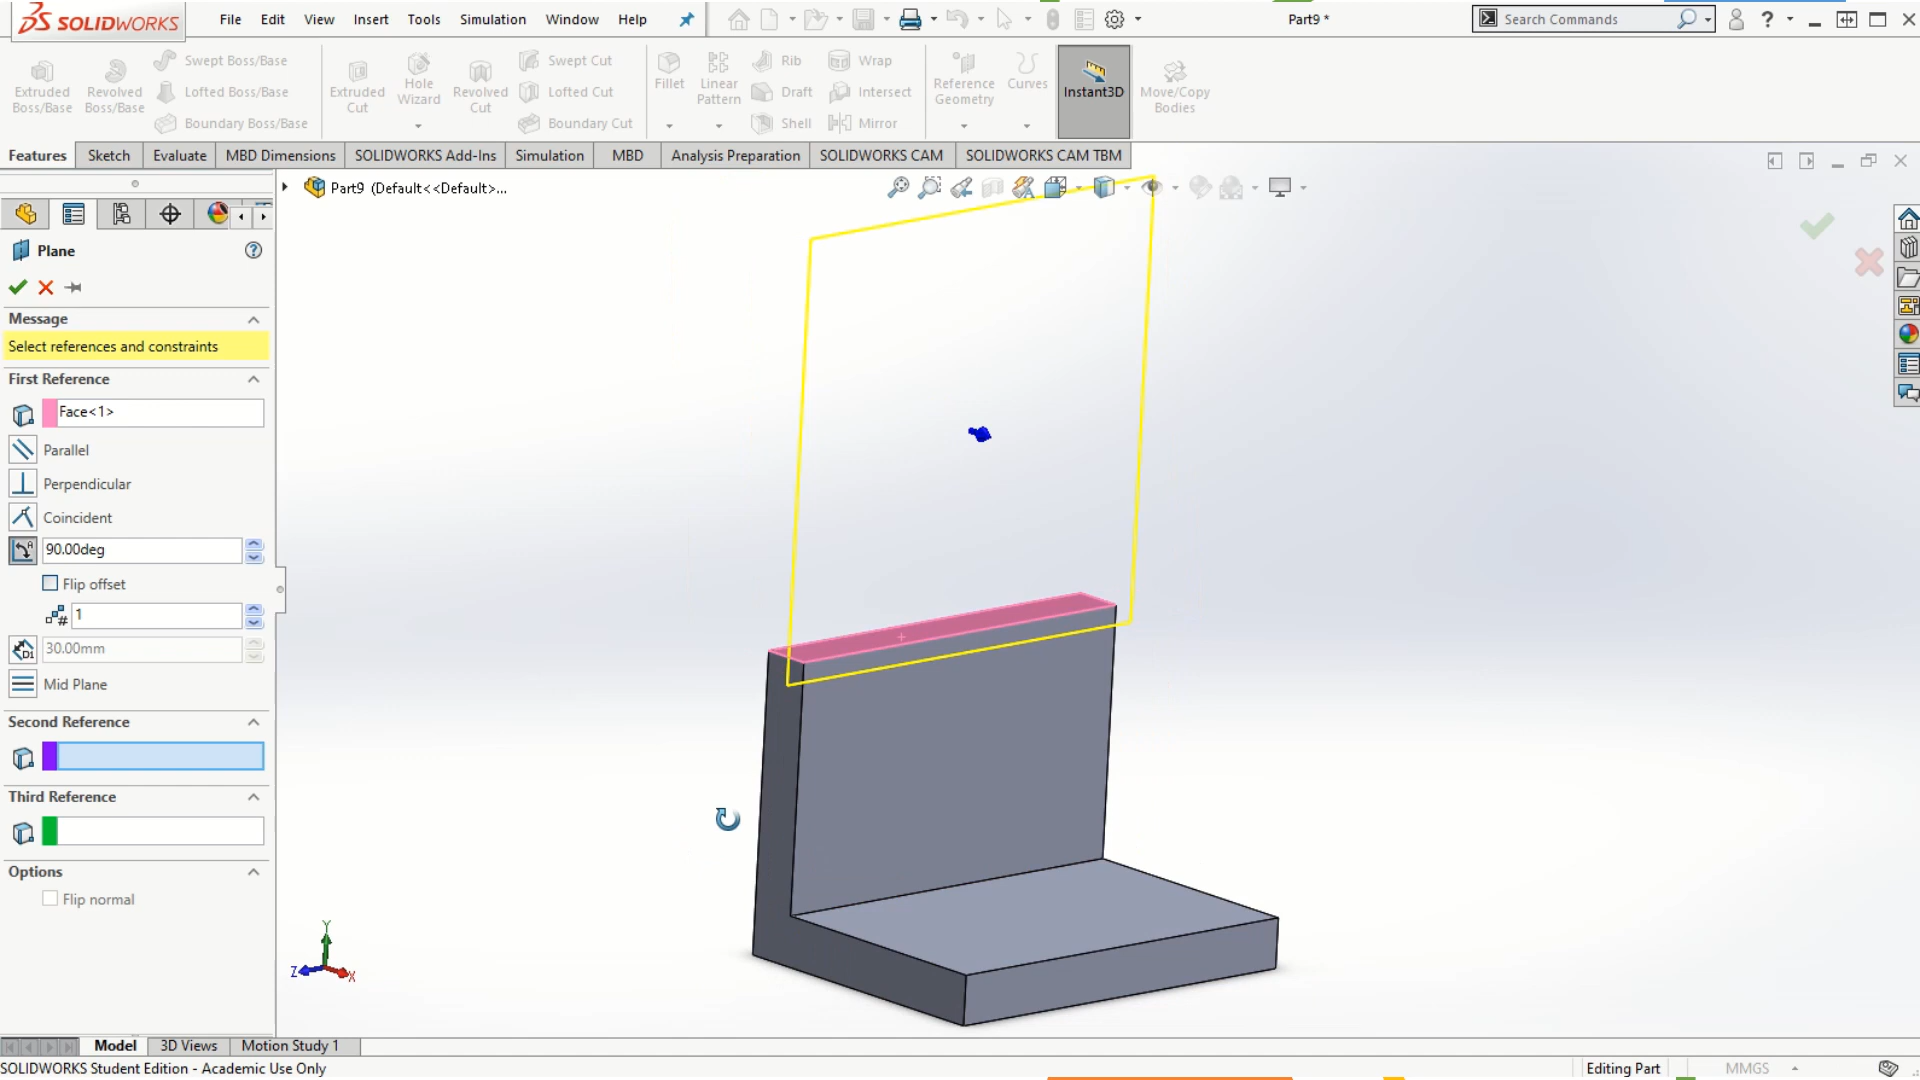 SOLIDWORKS File Edit View Insert Tools Simulation Window Help Part9 * Search Commands ?
Extruded Boss/Base
Revolved Boss/Base
Swept Boss/Base
Lofted Boss/Base
Boundary Boss/Base
Extruded Cut
Hole Wizard
Revolved Cut
Swept Cut
Lofted Cut
Boundary Cut
Fillet
Linear Pattern
Rib
Draft
Shell
Wrap
Intersect
Mirror
Reference Geometry
Curves
Instant3D
Move/Copy Bodies
Features Sketch Evaluate MBD Dimensions SOLIDWORKS Add-Ins Simulation MBD Analysis Preparation SOLIDWORKS CAM SOLIDWORKS CAM TBM
Part9 (Default<<Default>...
Plane ?
Message
Select references and constraints
First Reference
Face<1>
Parallel
Perpendicular
Coincident
90.00deg
Flip offset
# 1
D1 30.00mm
Mid Plane
Second Reference
Third Reference
Options
Flip normal
Y
Z X
Model 3D Views Motion Study 1
SOLIDWORKS Student Edition - Academic Use Only Editing Part MMGS